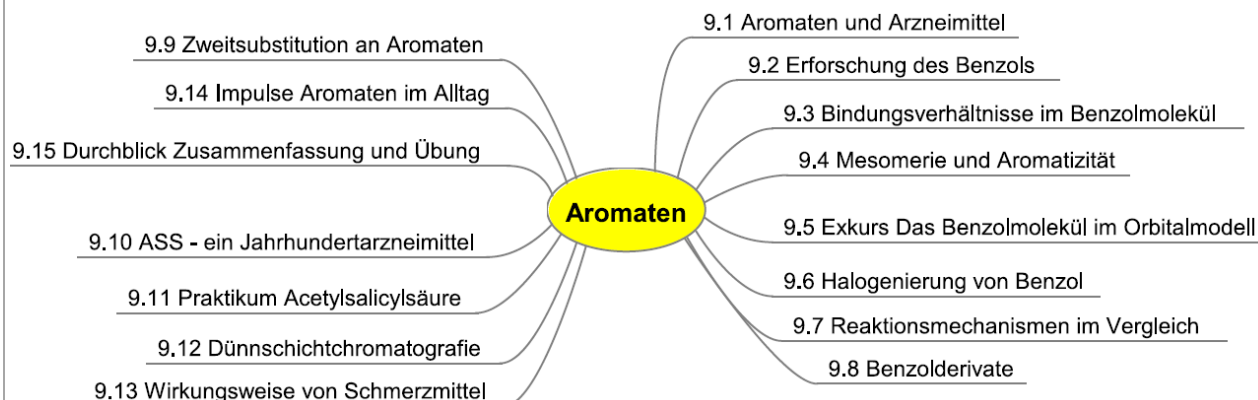 9.1 Aromaten und Arzneimittel
9.2 Erforschung des Benzols
9.3 Bindungsverhältnisse im Benzolmolekül
9.4 Mesomerie und Aromatizität
9.5 Exkurs Das Benzolmolekül im Orbitalmodell
9.6 Halogenierung von Benzol
9.7 Reaktionsmechanismen im Vergleich
9.8 Benzolderivate
Aromaten
9.9 Zweitsubstitution an Aromaten
9.14 Impulse Aromaten im Alltag
9.15 Durchblick Zusammenfassung und Übung
9.10 ASS - ein Jahrhundertarzneimittel
9.11 Praktikum Acetylsalicylsäure
9.12 Dünnschichtchromatografie
9.13 Wirkungsweise von Schmerzmittel